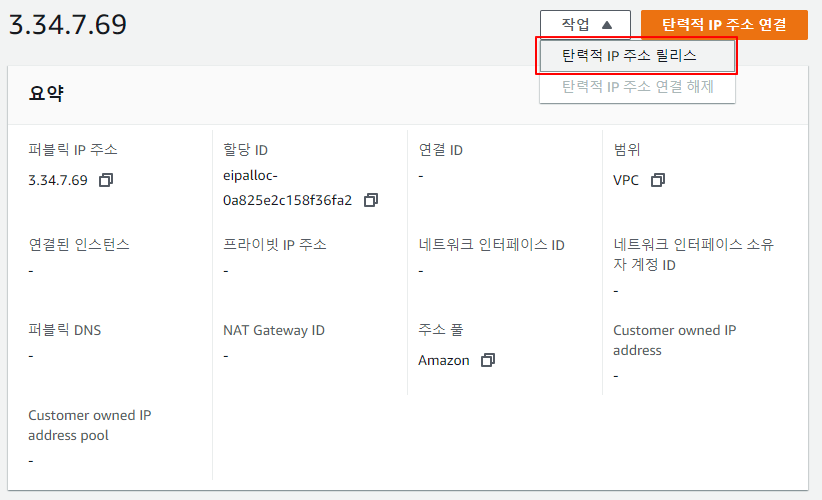 3.34.7.69
작업 ▲
탄력적 IP 주소 연결
탄력적 IP 주소 릴리스
탄력적 IP 주소 연결 해제
요약
퍼블릭 IP 주소
3.34.7.69
할당 ID
eipalloc-
0a825e2c158f36fa2
연결 ID
-
범위
VPC
연결된 인스턴스
-
프라이빗 IP 주소
-
네트워크 인터페이스 ID
-
네트워크 인터페이스 소유
자 계정 ID
-
퍼블릭 DNS
-
NAT Gateway ID
-
주소 풀
Amazon
Customer owned IP
address
-
Customer owned IP
address pool
-